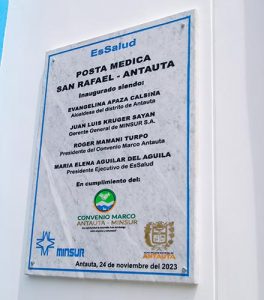 EsSalud
POSTA MEDICA
SAN RAFAEL - ANTAUTA
Inaugurado siendo:
EVANGELINA APAZA CALSINA
Alcaldesa del distrito de Antauta
JUAN LUIS KRUGER SAYAN
Gerente General de MINSUR S.A.
ROGER MAMANI TURPO
Presidente del Convenio Marco Antauta
MARIA ELENA AGUILAR DEL AGUILA
Presidente Ejecutivo de EsSalud
En cumplimiento del:
CONVENIO MARCO
ANTAUTA - MINSUR
MINSUR
ANTAUTA
Antauta, 24 de noviembre del 2023